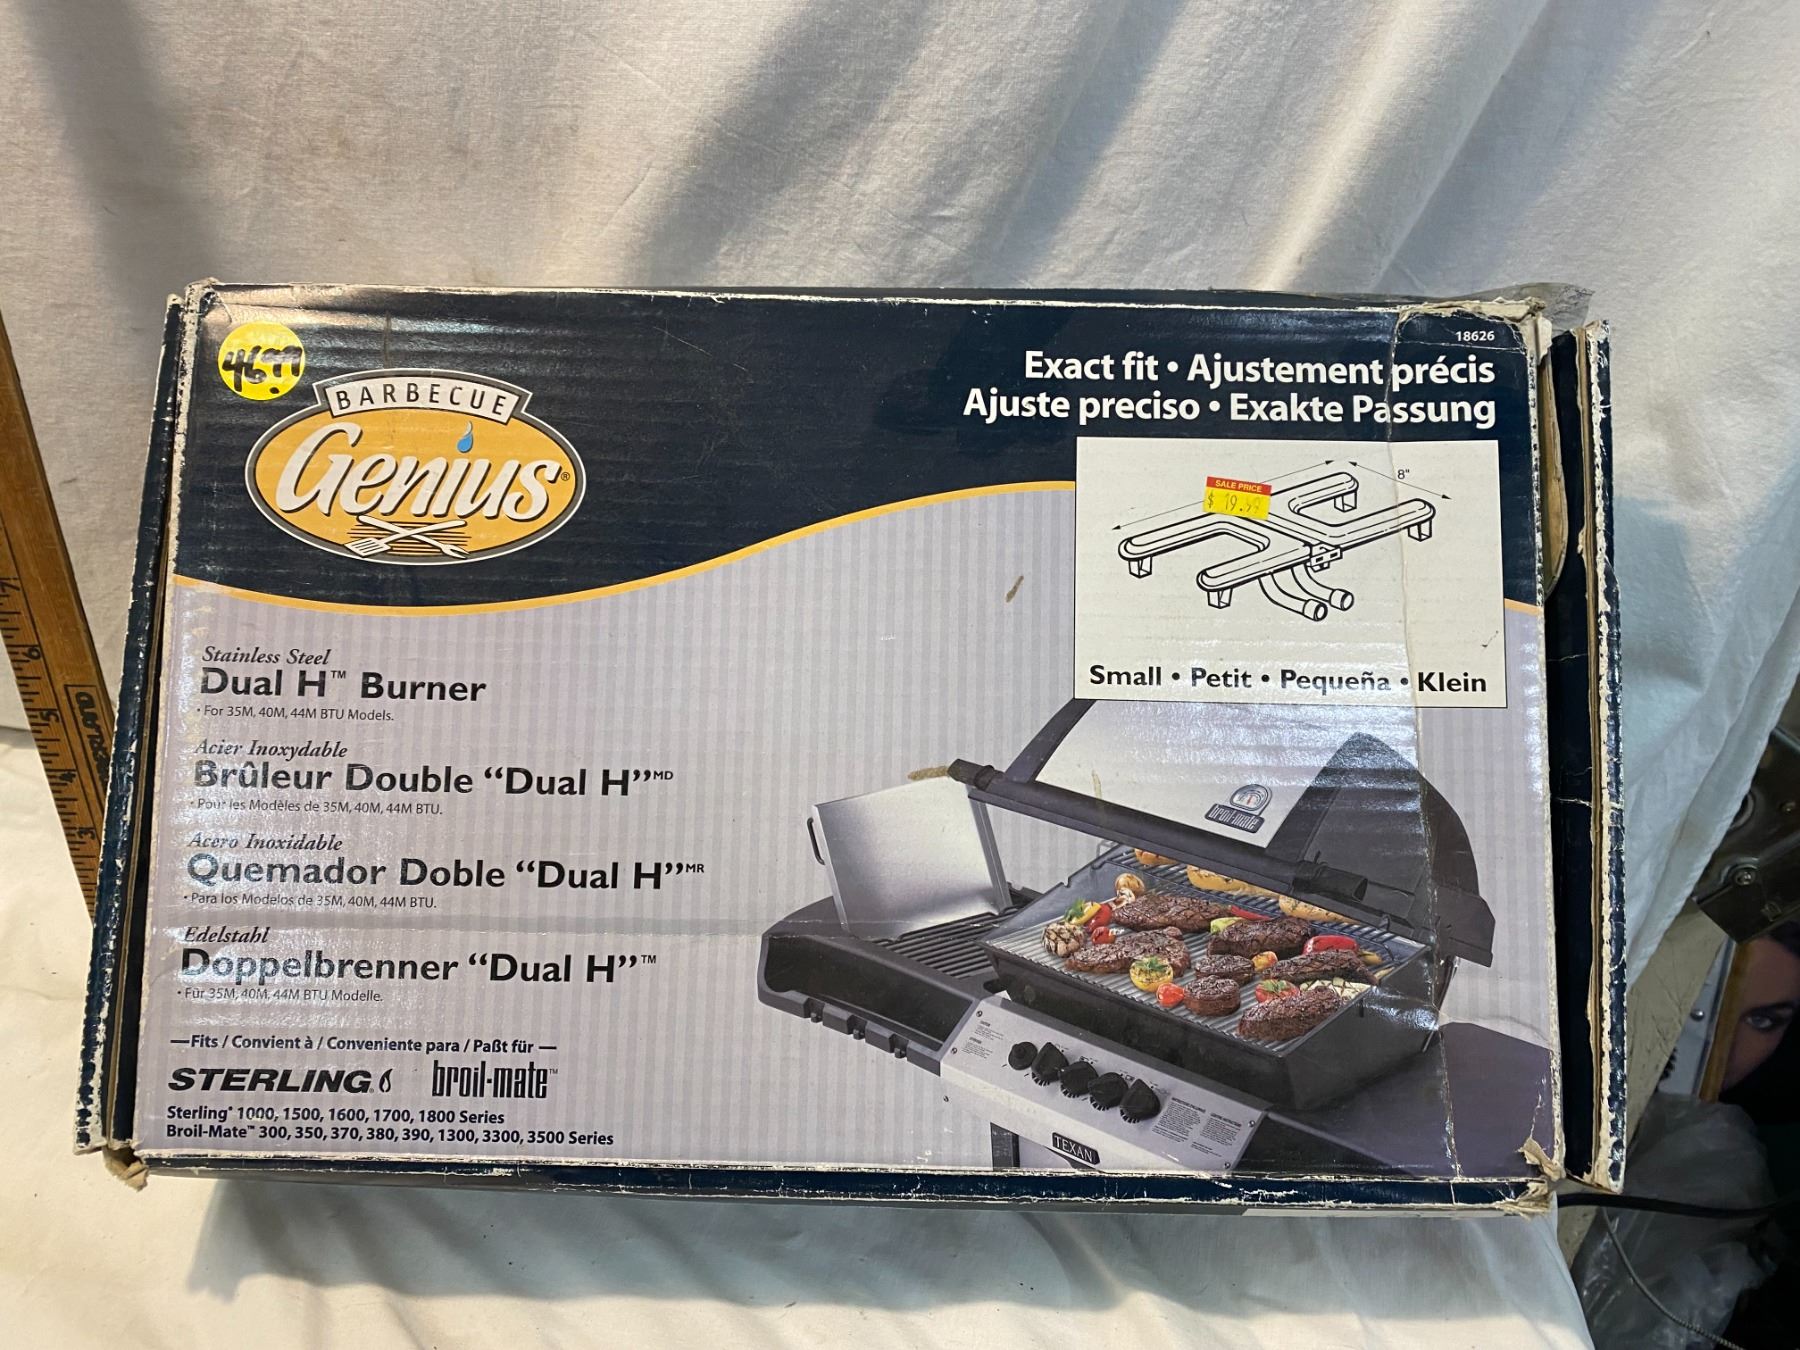 18626
46.99
Exact fit • Ajustement précis
Ajuste preciso • Exakte Passung
BARBECUE
Genius®
8"
SALE PRICE
$ 19.
Small • Petit • Pequeña • Klein
Stainless Steel
Dual H™ Burner
• For 35M, 40M, 44M BTU Models.
Acier Inoxydable
Brûleur Double “Dual H”MD
• Pour les Modèles de 35M, 40M, 44M BTU.
Acero Inoxidable
Quemador Doble “Dual H”MR
• Para los Modelos de 35M, 40M, 44M BTU.
Edelstahl
Doppelbrenner “Dual H”™
• Für 35M, 40M, 44M BTU Modelle.
broil-mate
—Fits / Convient à / Conveniente para / Paßt für —
STERLING broil-mate™
Sterling® 1000, 1500, 1600, 1700, 1800 Series
Broil-Mate™ 300, 350, 370, 380, 390, 1300, 3300, 3500 Series
TEXAN